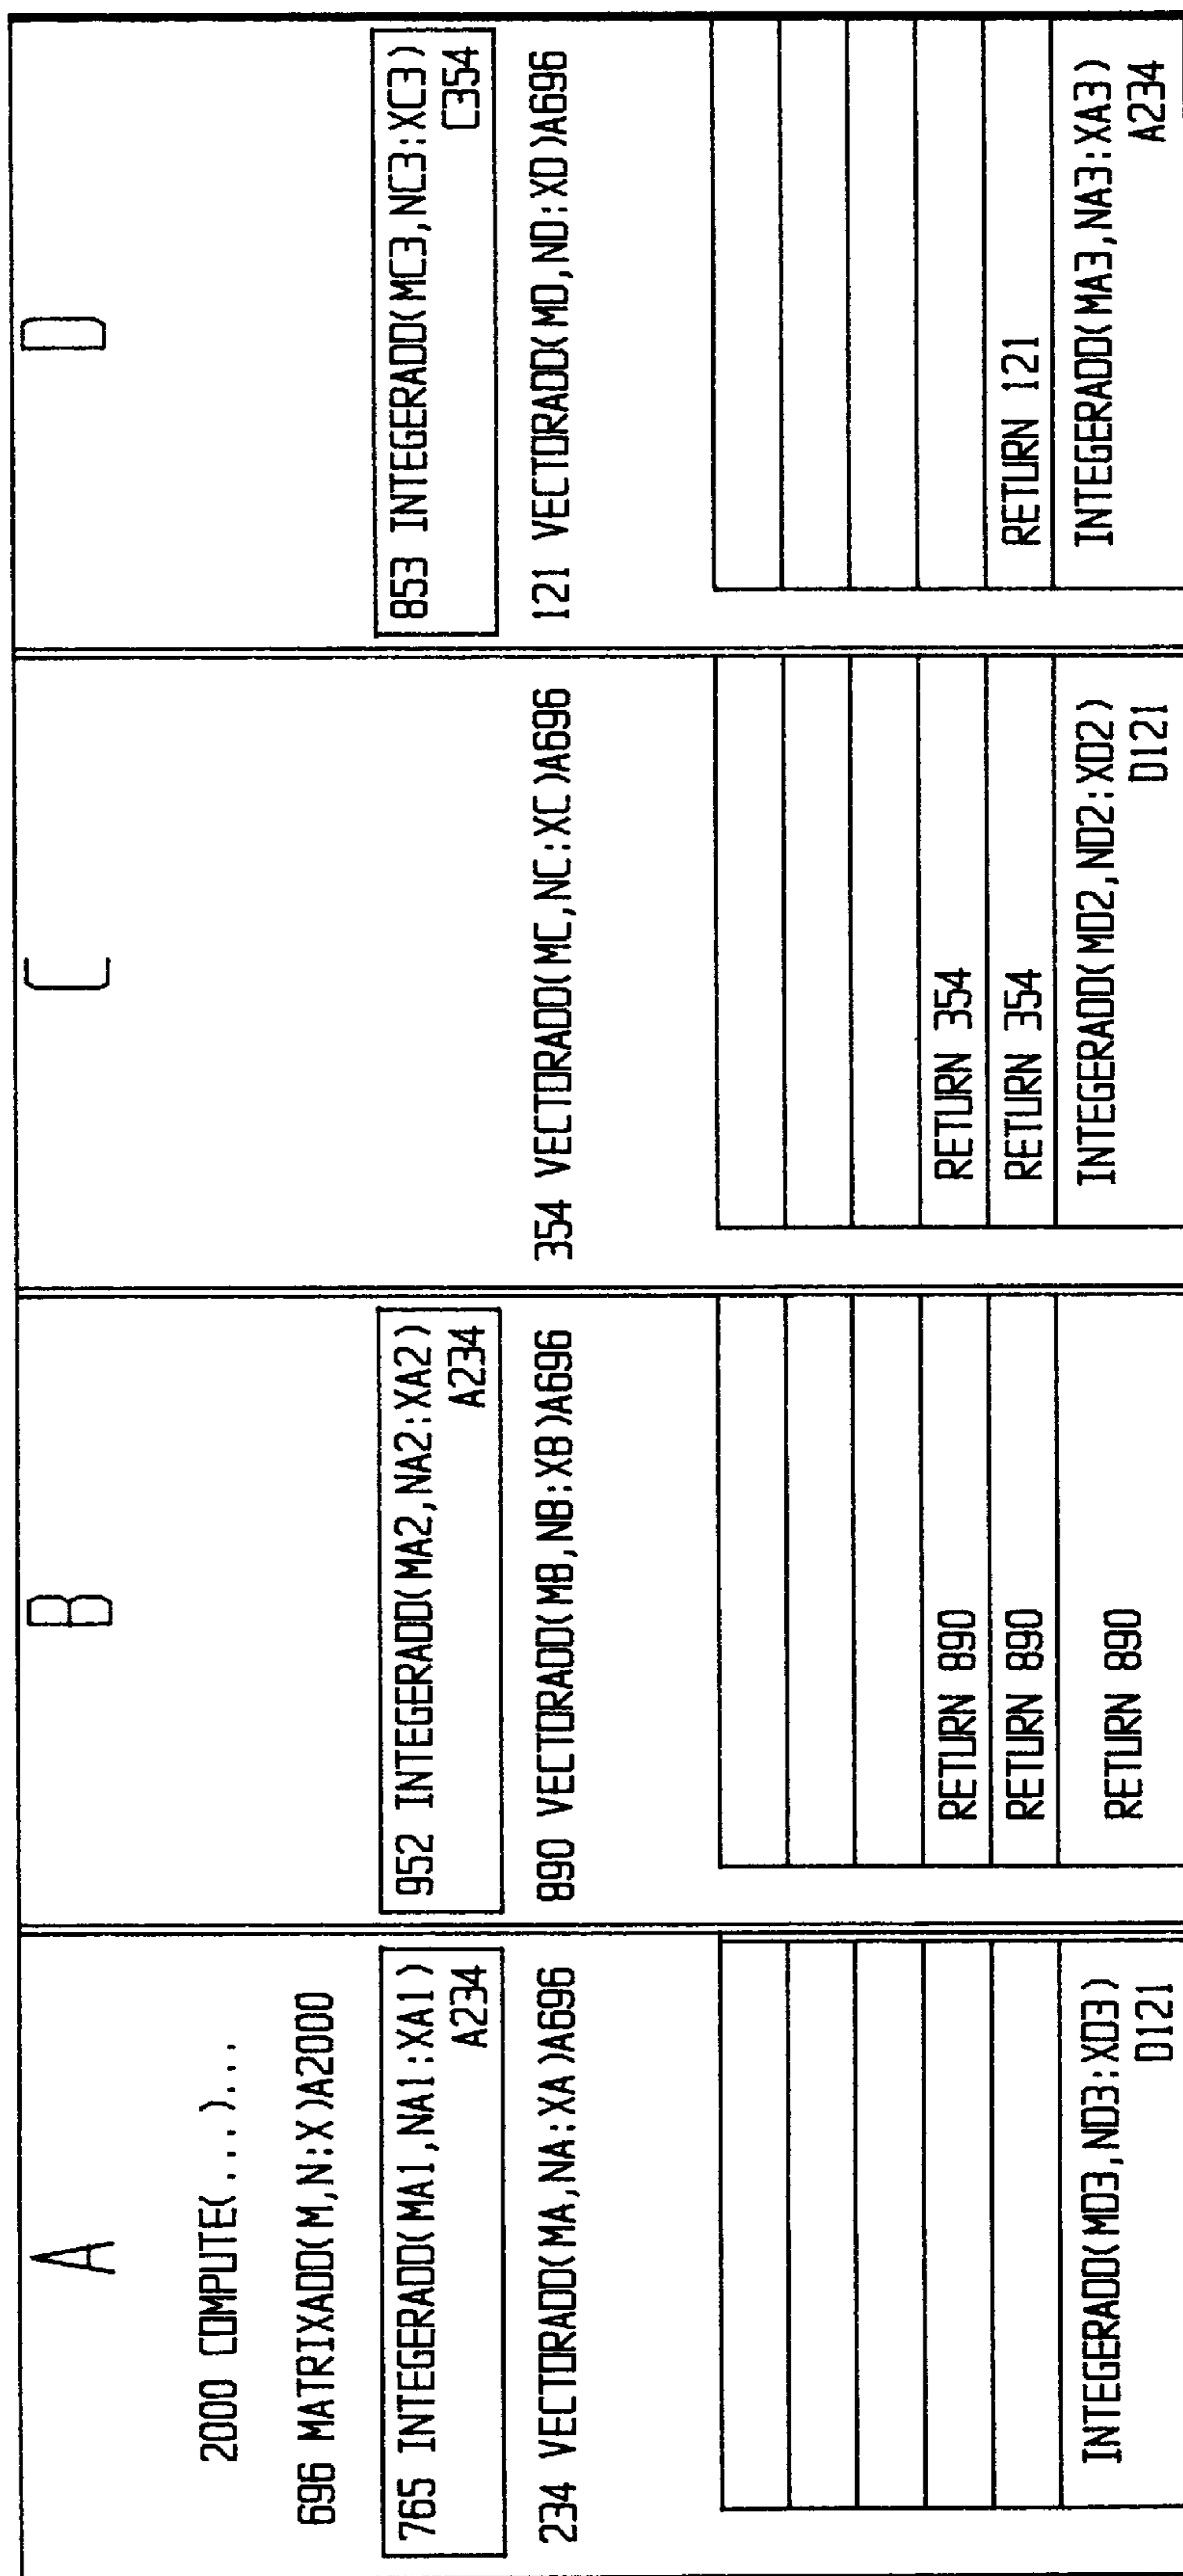 A
2000 COMPUTE(...)...
696 MATRIXADD(M,N:X)A2000
765 INTEGERADD(MA1,NA1:XA1)
A234
234 VECTORADD(MA,NA:XA)A696
INTEGERADD(MD3,ND3:XD3)
D121
B
952 INTEGERADD(MA2,NA2:XA2)
A234
890 VECTORADD(MB,NB:XB)A696
RETURN 890
RETURN 890
RETURN 890
C
354 VECTORADD(MC,NC:XC)A696
RETURN 354
RETURN 354
INTEGERADD(MD2,ND2:XD2)
D121
D
853 INTEGERADD(MC3,NC3:XC3)
C354
121 VECTORADD(MD,ND:XD)A696
RETURN 121
INTEGERADD(MA3,NA3:XA3)
A234